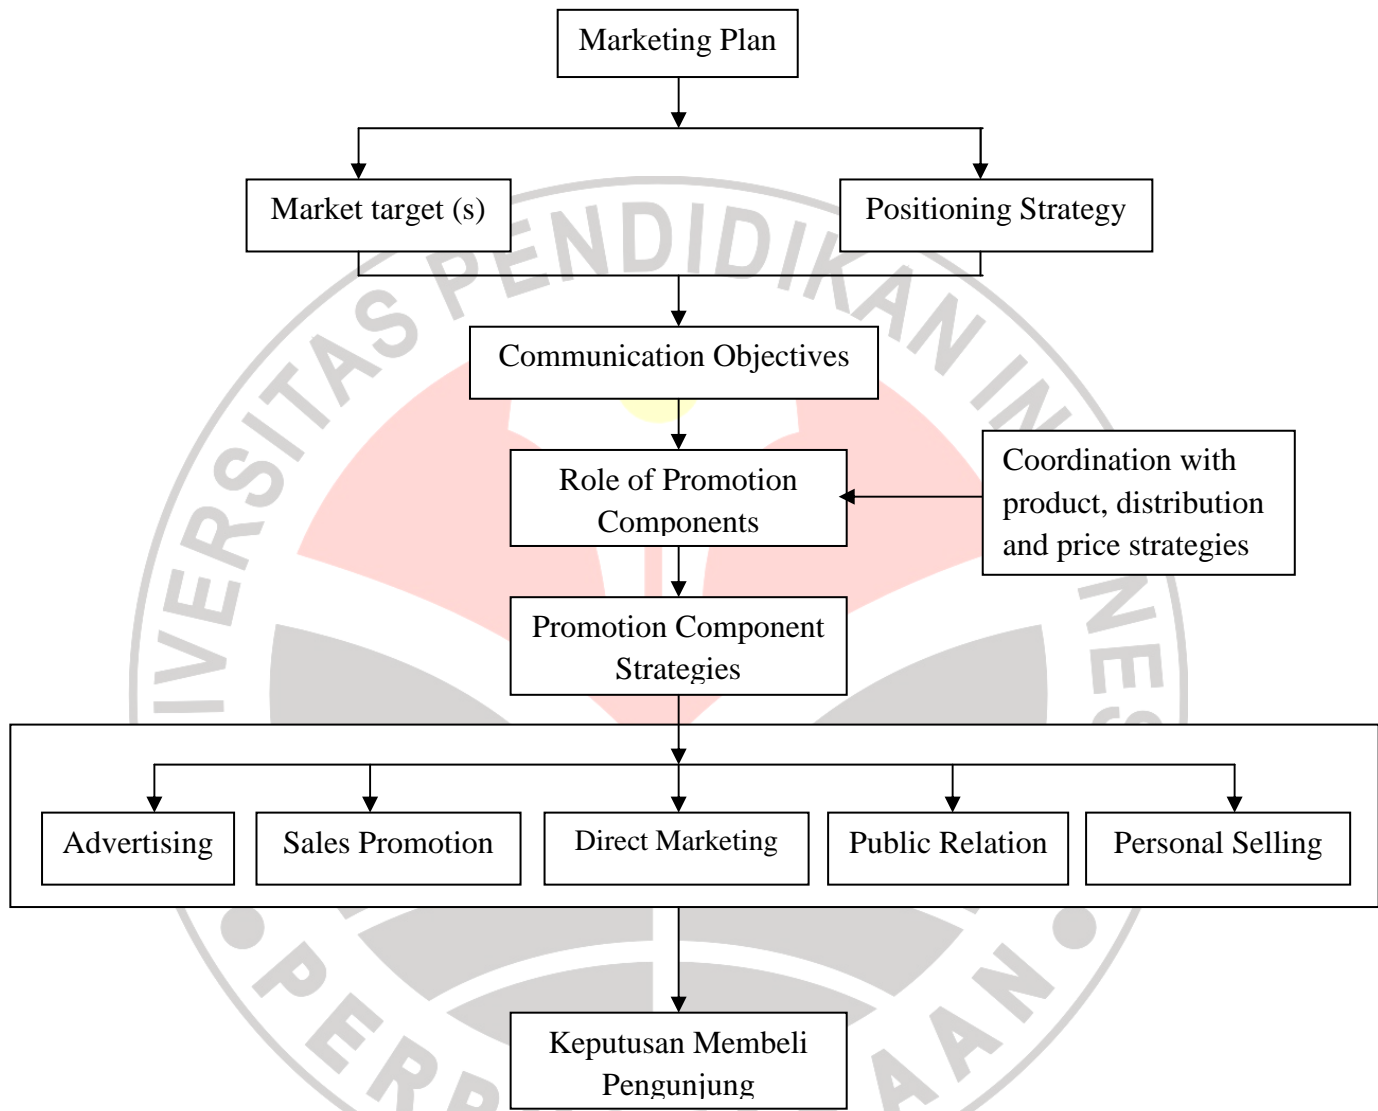 Marketing Plan
Market target (s)
Positioning Strategy
Communication Objectives
Role of Promotion
Components
Coordination with
product, distribution
and price strategies
Promotion Component
Strategies
Advertising
Sales Promotion
Direct Marketing
Public Relation
Personal Selling
Keputusan Membeli
Pengunjung